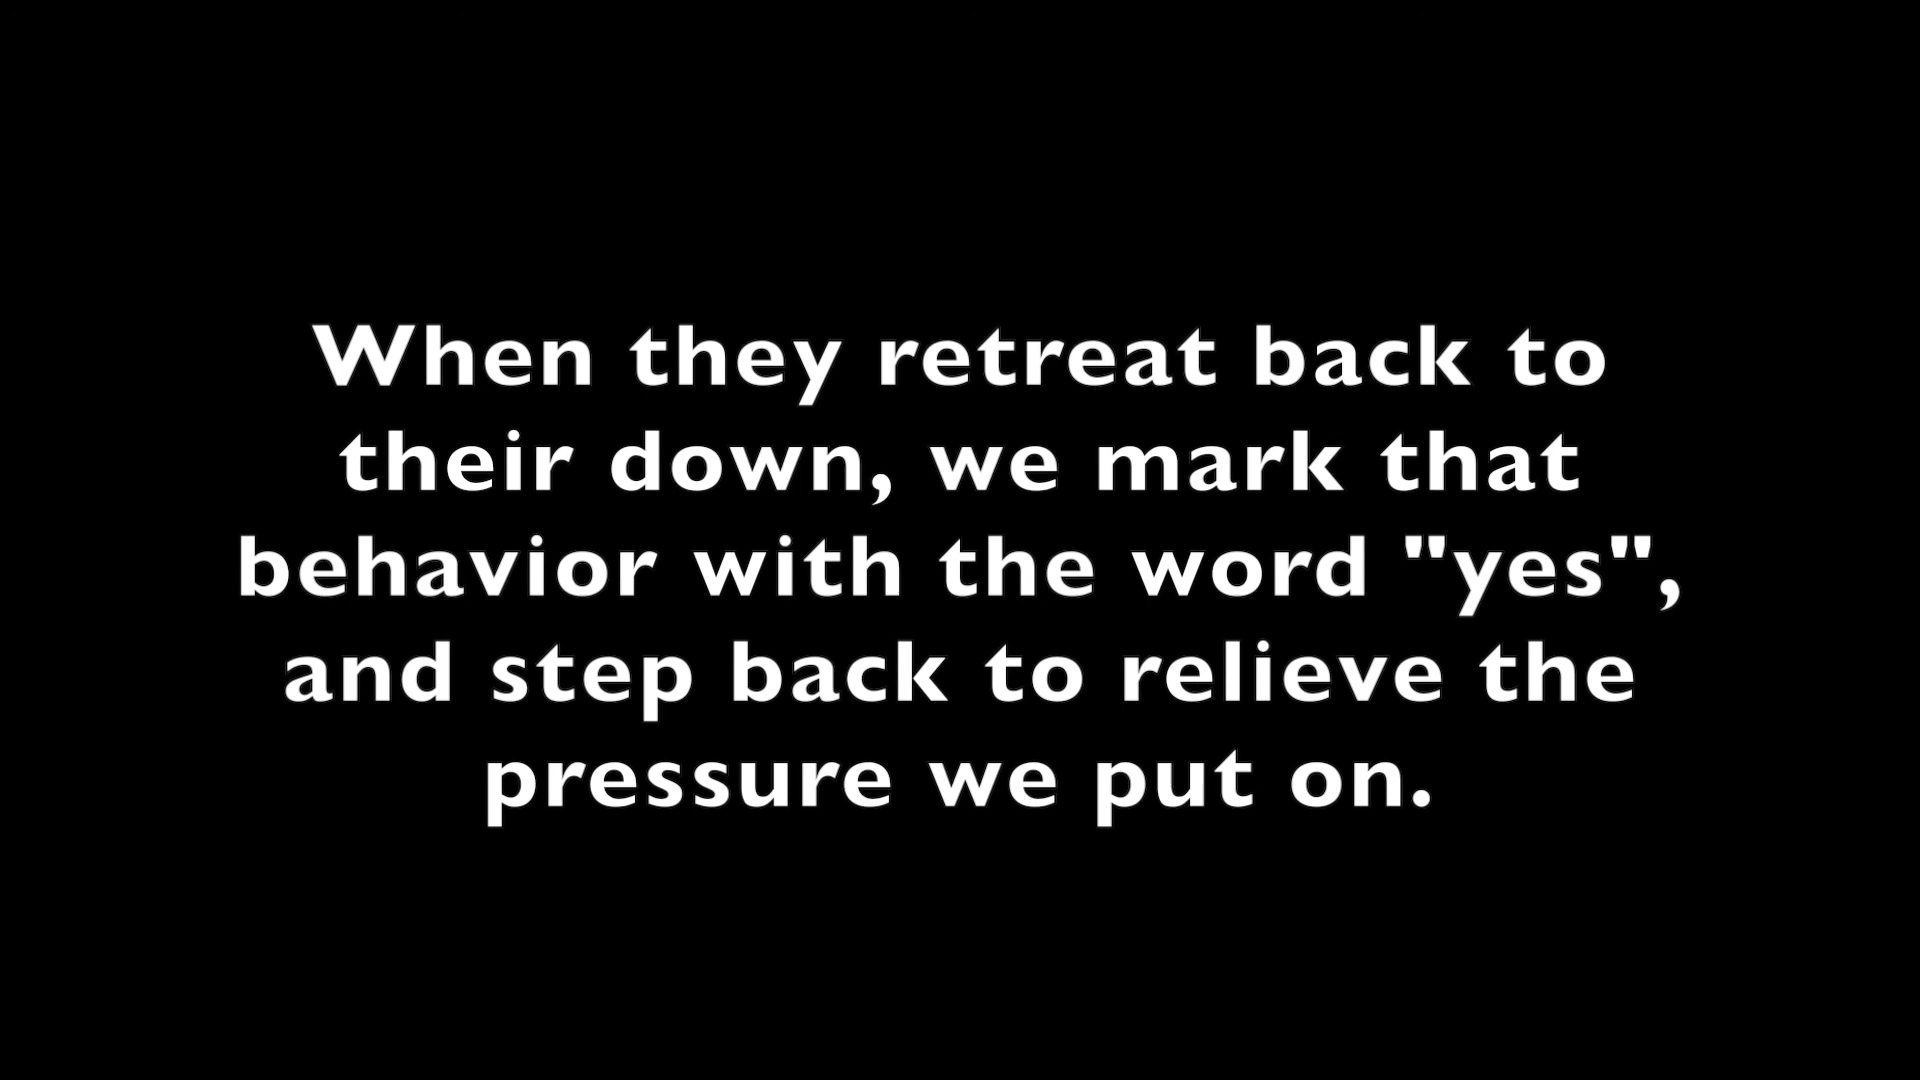 When they retreat back to
their down, we mark that
behavior with the word "yes",
and step back to relieve the
pressure we put on.